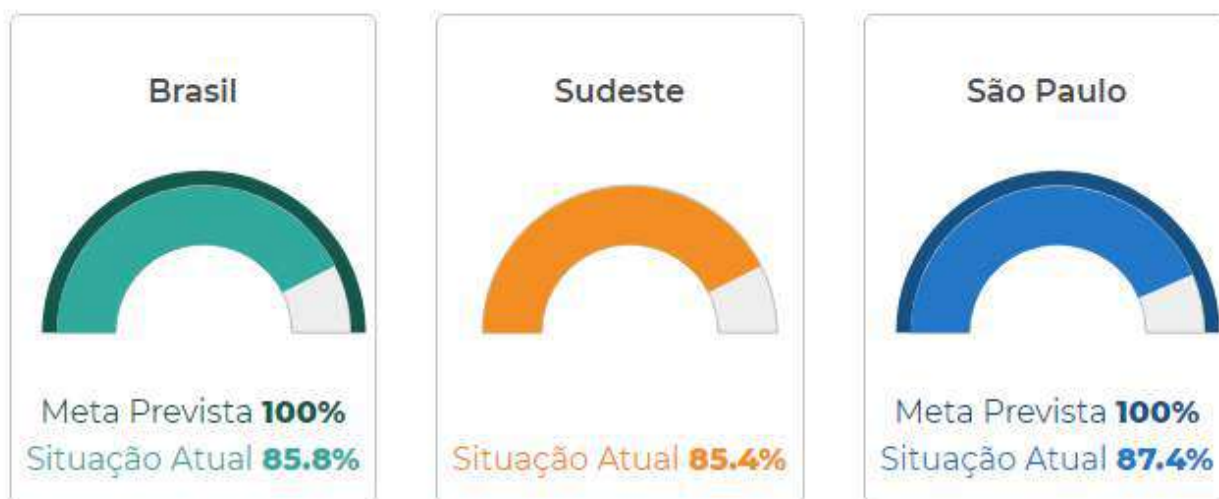 Brasil
Meta Prevista 100%
Situação Atual 85.8%
Sudeste
Situação Atual 85.4%
São Paulo
Meta Prevista 100%
Situação Atual 87.4%